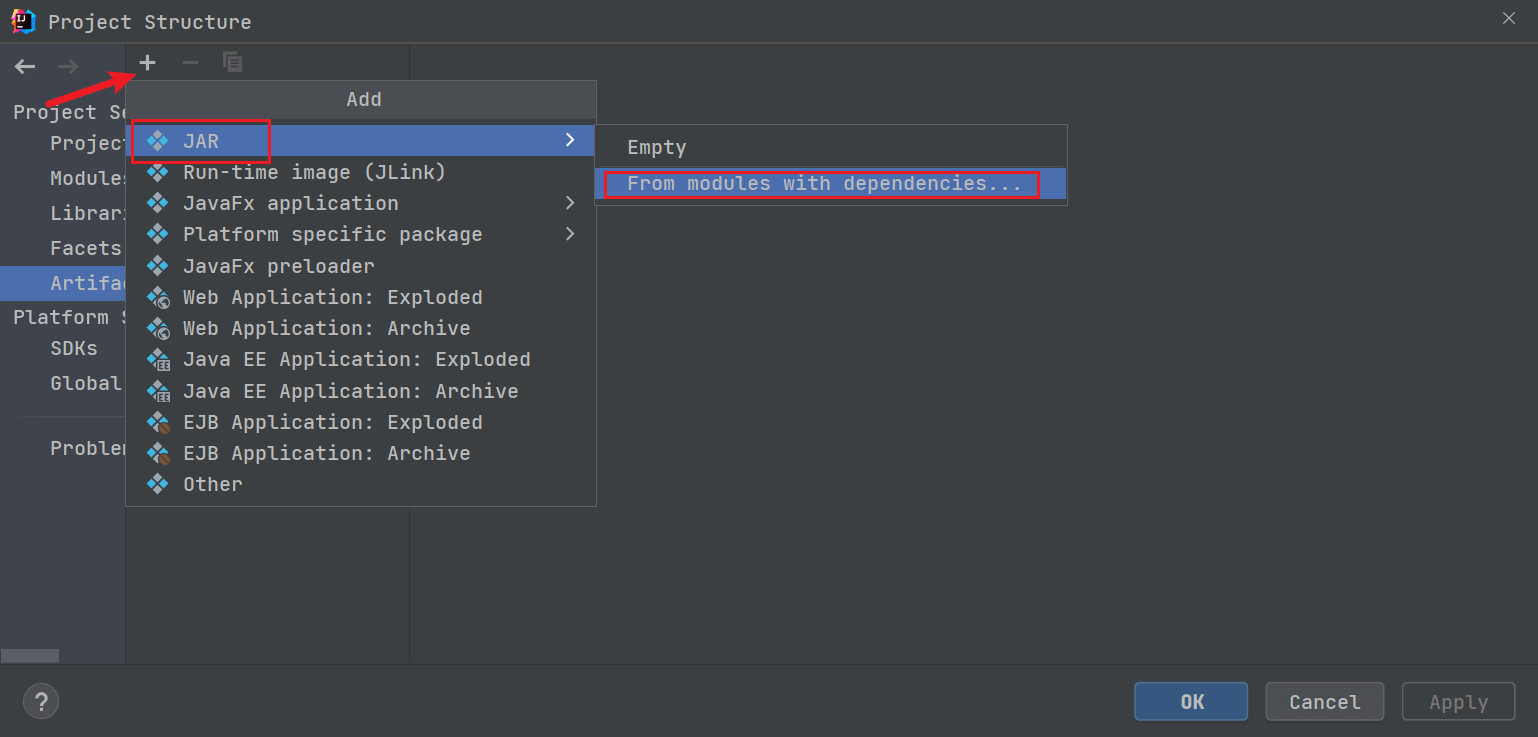 Project Structure
Add
Project Se
Project
Modules
Librari
Facets
Artifac
Platform S
SDKs
Global
Problem
JAR
Run-time image (JLink)
JavaFx application
Platform specific package
JavaFx preloader
Web Application: Exploded
Web Application: Archive
Java EE Application: Exploded
Java EE Application: Archive
EJB Application: Exploded
EJB Application: Archive
Other
Empty
From modules with dependencies...
?
OK
Cancel
Apply